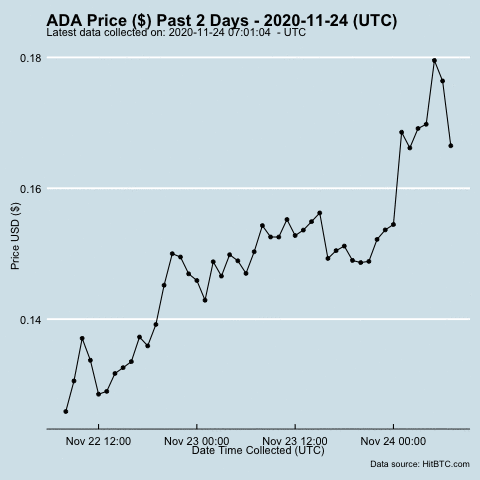 ADA Price ($) Past 2 Days - 2020-11-24 (UTC)
Latest data collected on: 2020-11-24 07:01:04  - UTC
0.18
0.16
0.14
Price USD ($)
Nov 22 12:00 Nov 23 00:00 Nov 23 12:00 Nov 24 00:00
Date Time Collected (UTC)
Data source: HitBTC.com